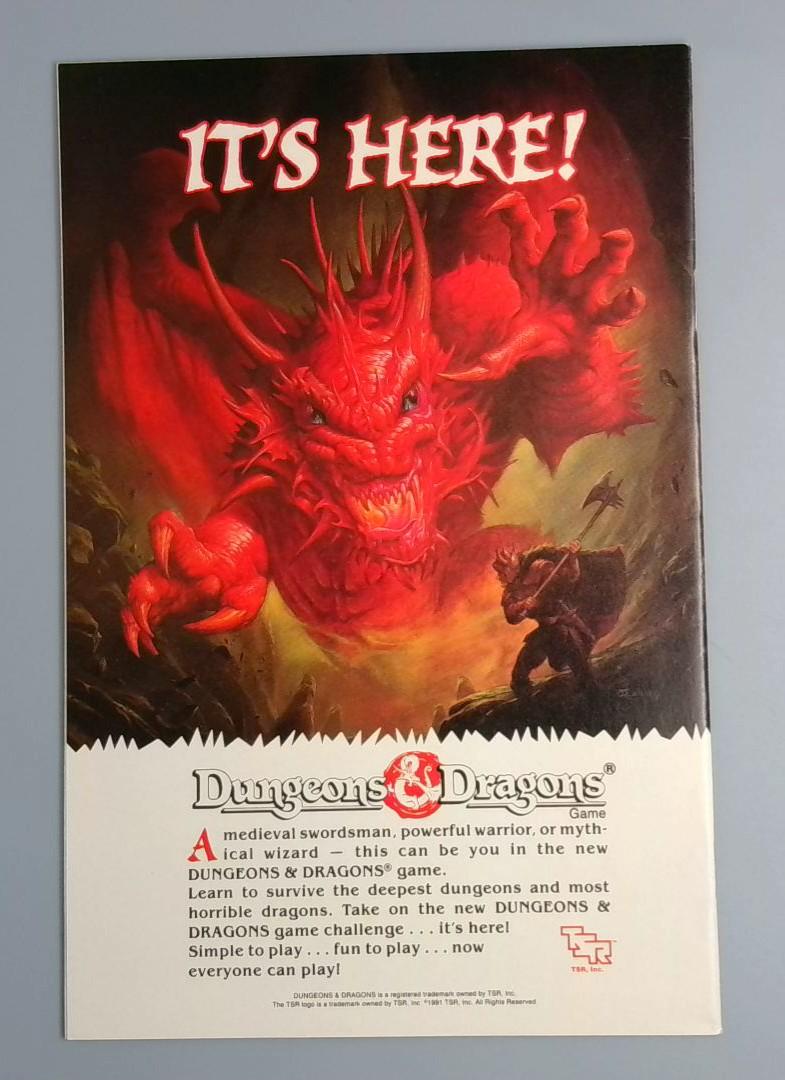 IT'S HERE!
Dungeons & Dragons®
Game
A medieval swordsman, powerful warrior, or myth-
ical wizard — this can be you in the new
DUNGEONS & DRAGONS® game.
Learn to survive the deepest dungeons and most
horrible dragons. Take on the new DUNGEONS &
DRAGONS game challenge . . . it's here!
Simple to play . . . fun to play . . . now
everyone can play!
TSR™
TSR, Inc.
DUNGEONS & DRAGONS is a registered trademark owned by TSR, Inc.
The TSR logo is a trademark owned by TSR, Inc. ©1991 TSR, Inc. All Rights Reserved